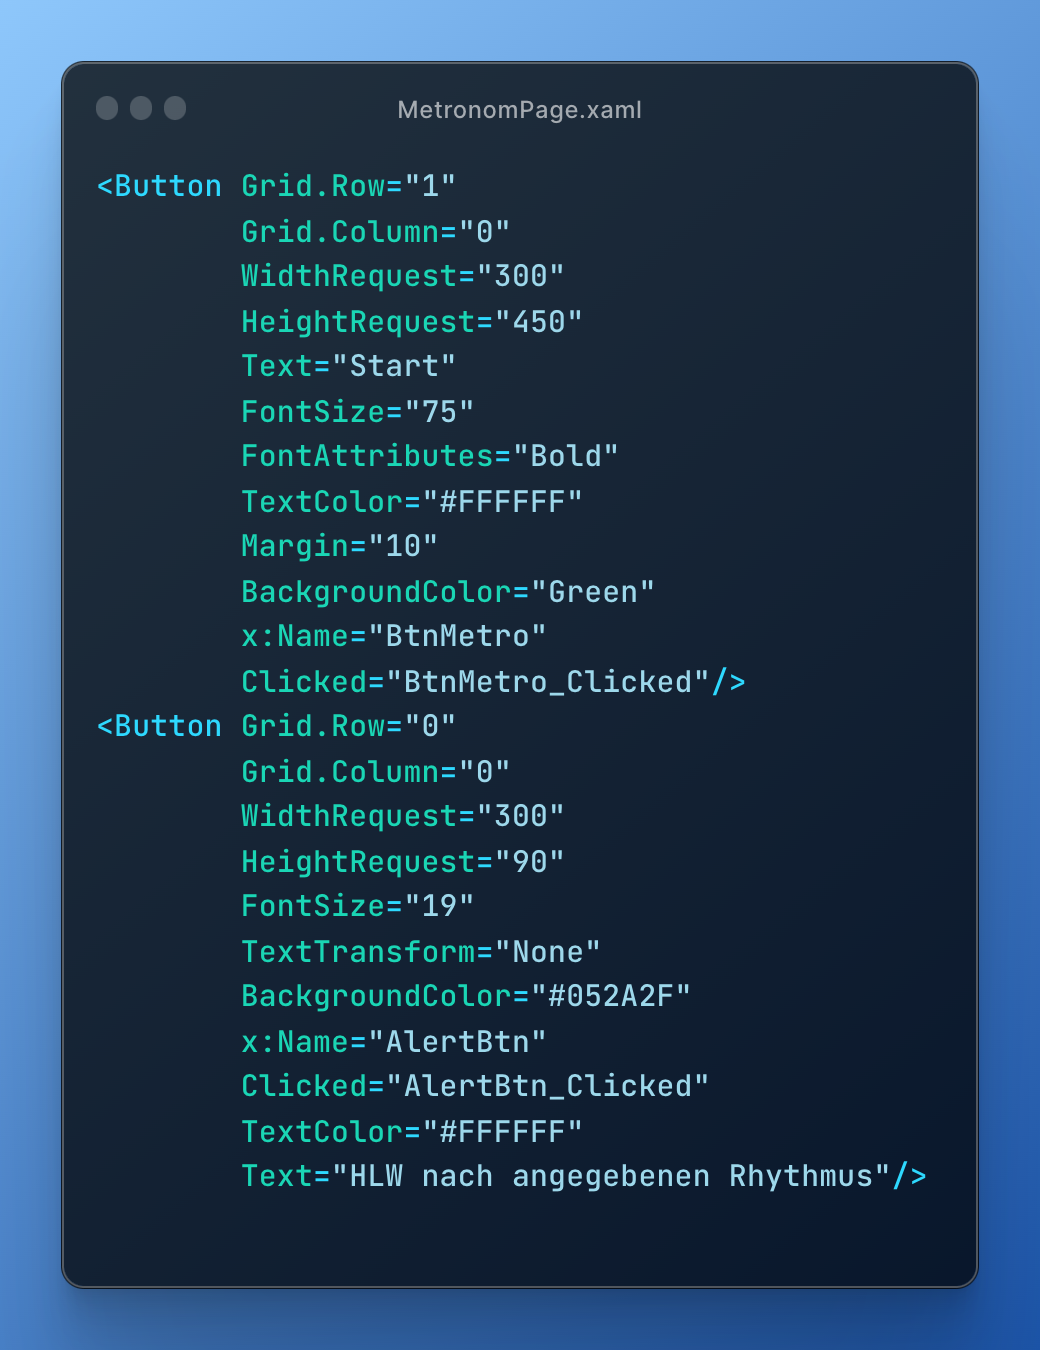 MetronomPage.xaml
<Button Grid.Row="1"
Grid.Column="0"
WidthRequest="300"
HeightRequest="450"
Text="Start"
FontSize="75"
FontAttributes="Bold"
TextColor="#FFFFFF"
Margin="10"
BackgroundColor="Green"
x:Name="BtnMetro"
Clicked="BtnMetro_Clicked"/>
<Button Grid.Row="0"
Grid.Column="0"
WidthRequest="300"
HeightRequest="90"
FontSize="19"
TextTransform="None"
BackgroundColor="#052A2F"
x:Name="AlertBtn"
Clicked="AlertBtn_Clicked"
TextColor="#FFFFFF"
Text="HLW nach angegebenen Rhythmus"/>